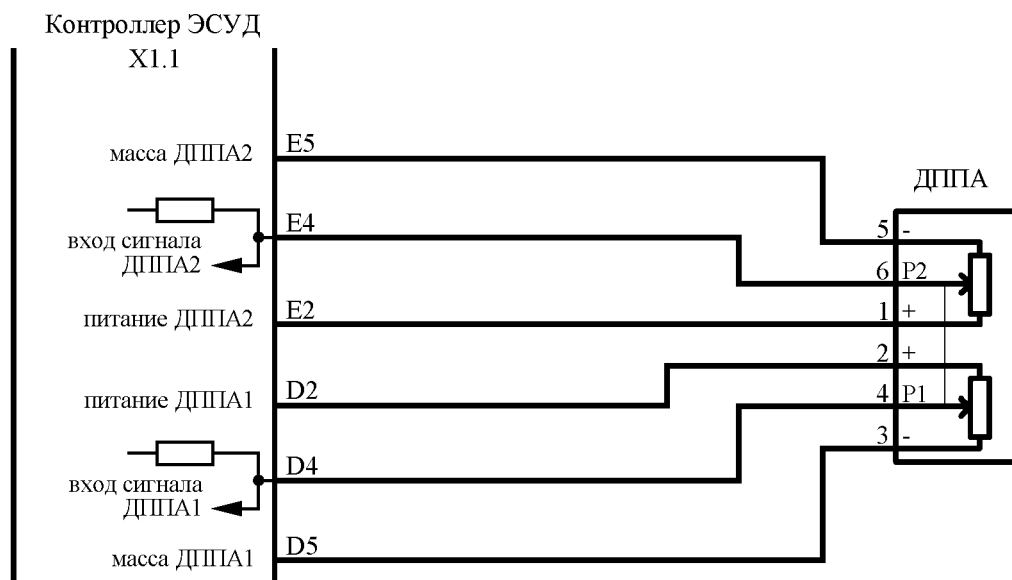 Контроллер ЭСУД
X1.1
масса ДППА2
E5
вход сигнала
ДППА2
E4
питание ДППА2
E2
питание ДППА1
D2
вход сигнала
ДППА1
D4
масса ДППА1
D5
ДППА
5 -
6 P2
1 +
2 +
4 P1
3 -